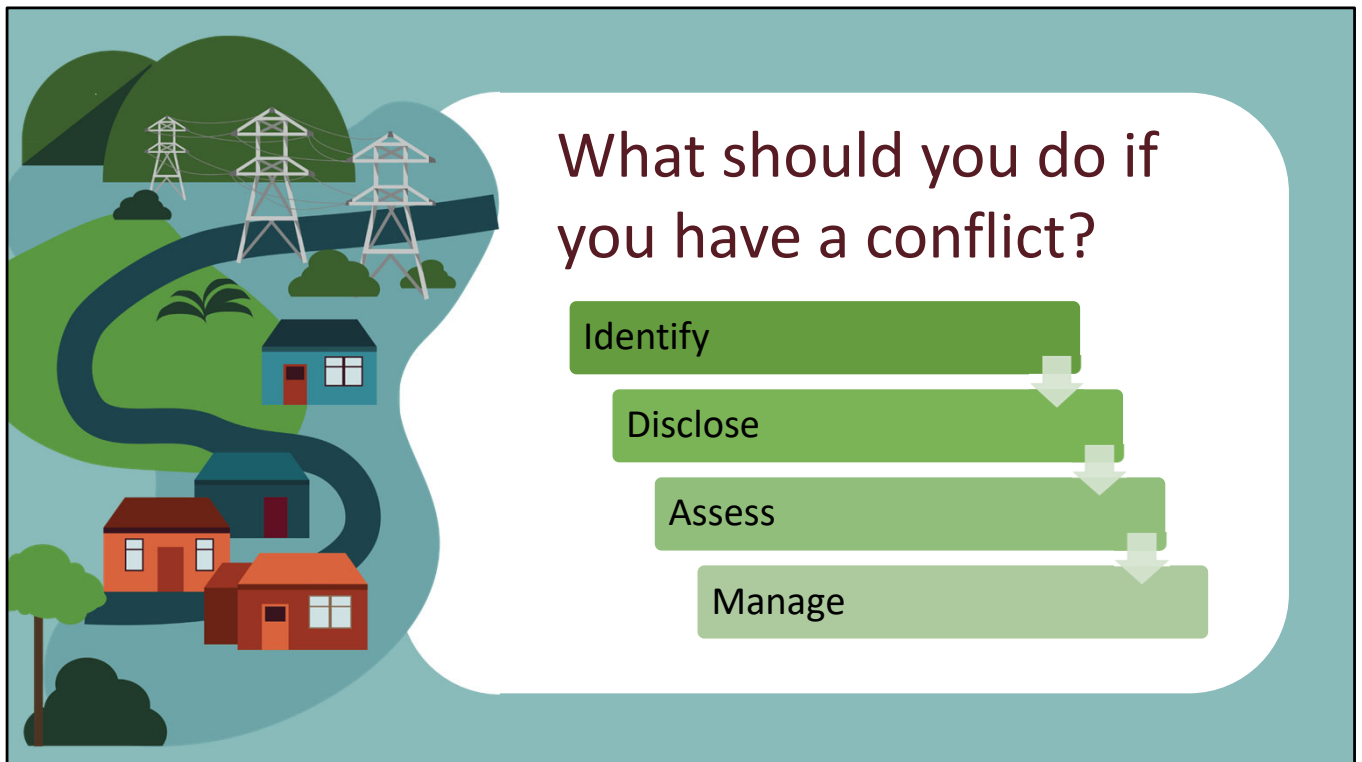 What should you do if
you have a conflict?
Identify
Disclose
Assess
Manage